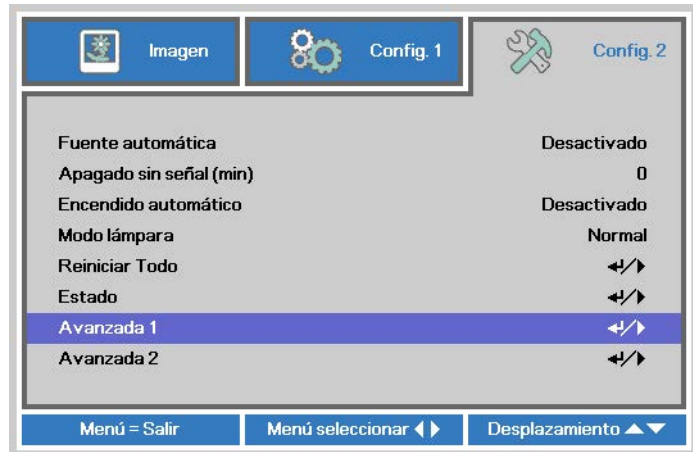 Imagen Config. 1 Config. 2
Fuente automática Desactivado
Apagado sin señal (min) 0
Encendido automático Desactivado
Modo lámpara Normal
Reiniciar Todo
Estado
Avanzada 1
Avanzada 2
Menú = Salir Menú seleccionar Desplazamiento